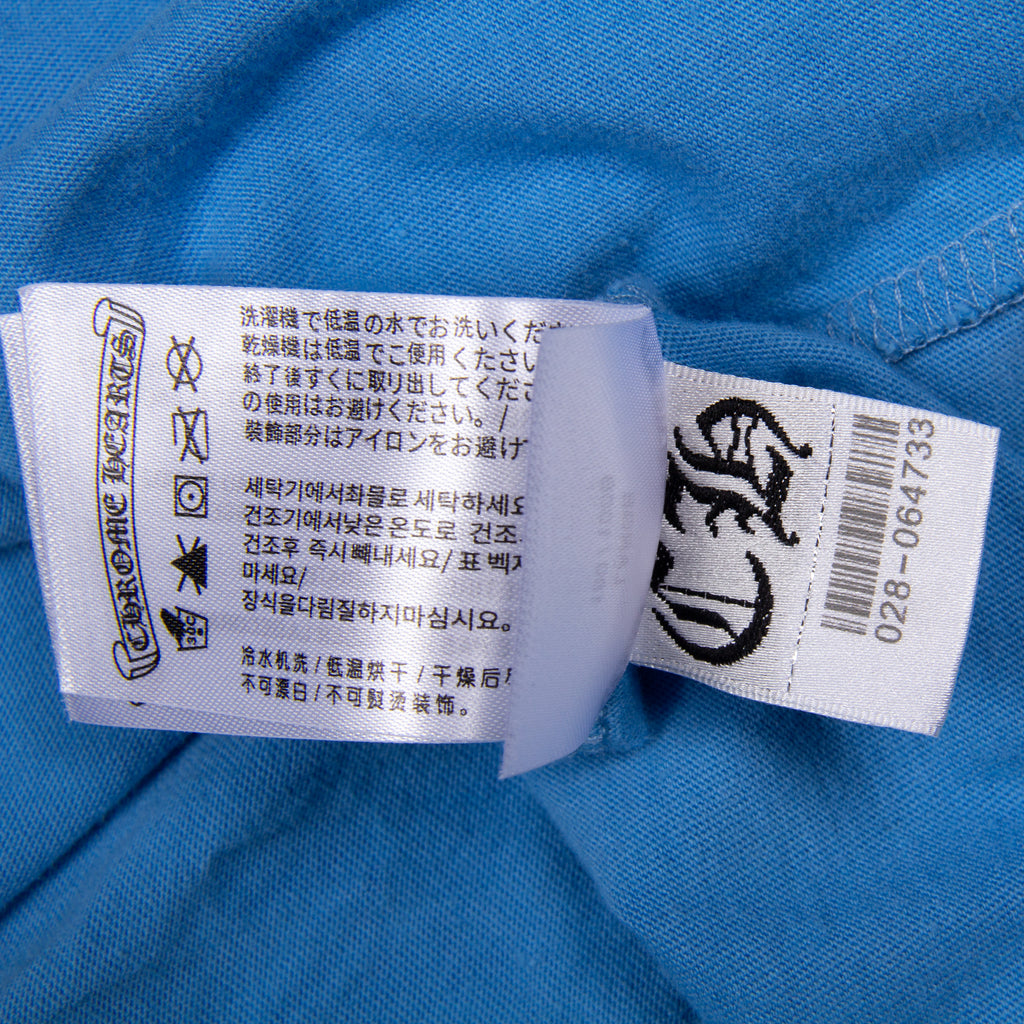 CHROME HEARTS
洗濯機で低温の水でお洗いくだ
乾燥機は低温でこ使用くたさい
終了後すくに取り出してくだ
の使用はお避けください。/
装飾部分はアイロンをお避け
세탁기에서화물로 세탁하세요
건조기에서낮은 온도로 건조
건조후 즉시빼내세요/ 표 백
마세요/
장식을다림질하지마십시요。
冷水机洗/低温烘干/干燥后
不可漂白/不可熨烫装饰。
30C
CH
028-064733